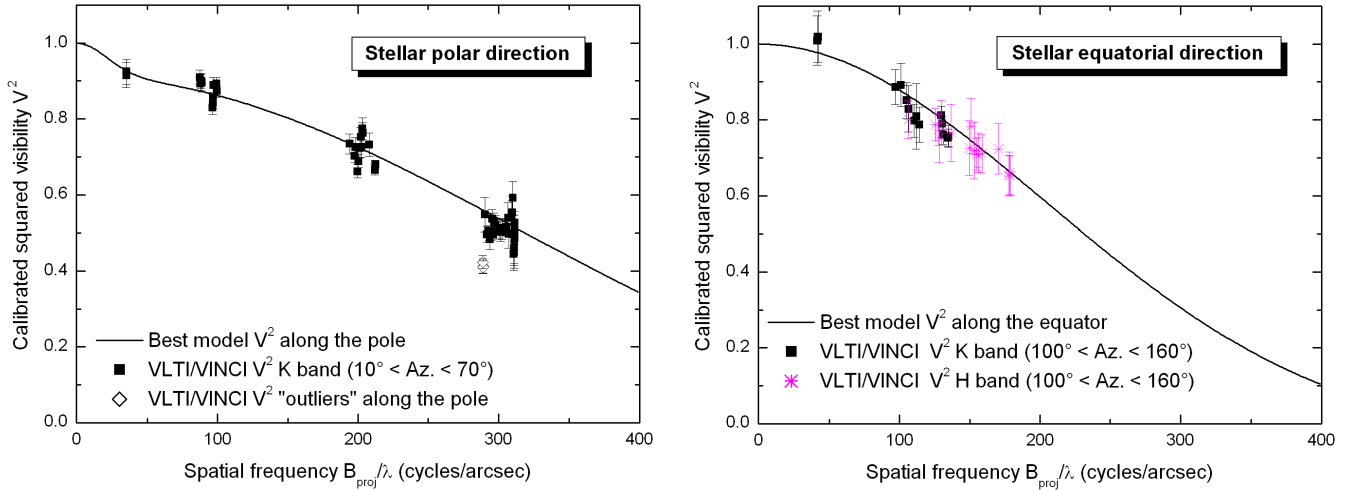 Stellar polar direction
Calibrated squared visibility V²
1.0
0.8
0.6
0.4
0.2
0.0
Best model V² along the pole
VLTI/VINCI V² K band (10° < Az. < 70°)
VLTI/VINCI V² "outliers" along the pole
0 100 200 300 400
Spatial frequency B_proj/λ (cycles/arcsec)
Stellar equatorial direction
Calibrated squared visibility V²
1.0
0.8
0.6
0.4
0.2
0.0
Best model V² along the equator
VLTI/VINCI V² K band (100° < Az. < 160°)
VLTI/VINCI V² H band (100° < Az. < 160°)
0 100 200 300 400
Spatial frequency B_proj/λ (cycles/arcsec)